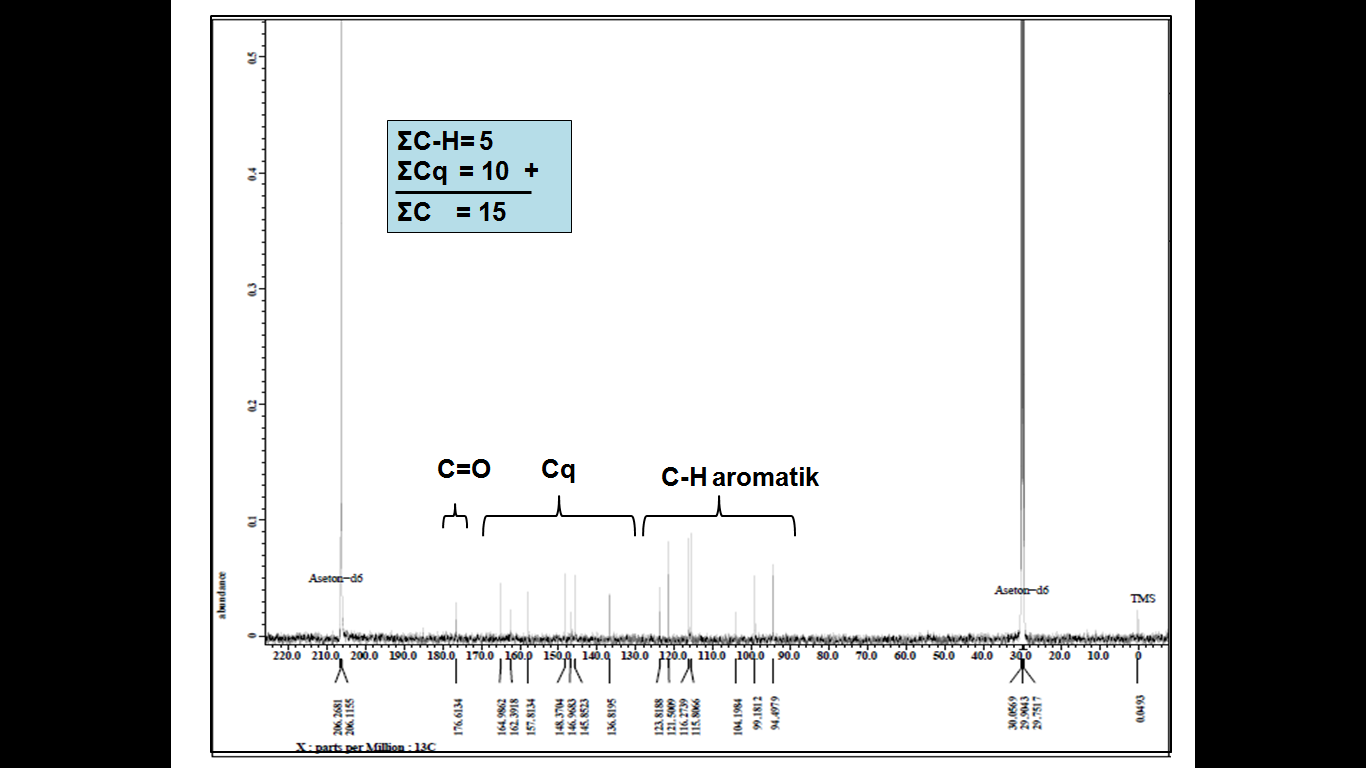 ΣC-H= 5
ΣCq = 10 +
ΣC = 15
C=O
Cq
C-H aromatik
Aseton-d6
Aseton-d6
TMS
abundance
0 0.1 0.2 0.3 0.4 0.5
220.0 210.0 200.0 190.0 180.0 170.0 160.0 150.0 140.0 130.0 120.0 110.0 100.0 90.0 80.0 70.0 60.0 50.0 40.0 30.0 20.0 10.0 0
206.2681
206.1155
176.6134
164.9862
162.3918
157.8134
148.3704
146.9683
145.8523
136.8195
123.8188
121.5009
116.2739
115.8066
104.1984
99.1812
94.4979
30.0569
29.9043
29.7517
0.0493
X : parts per Million : 13C